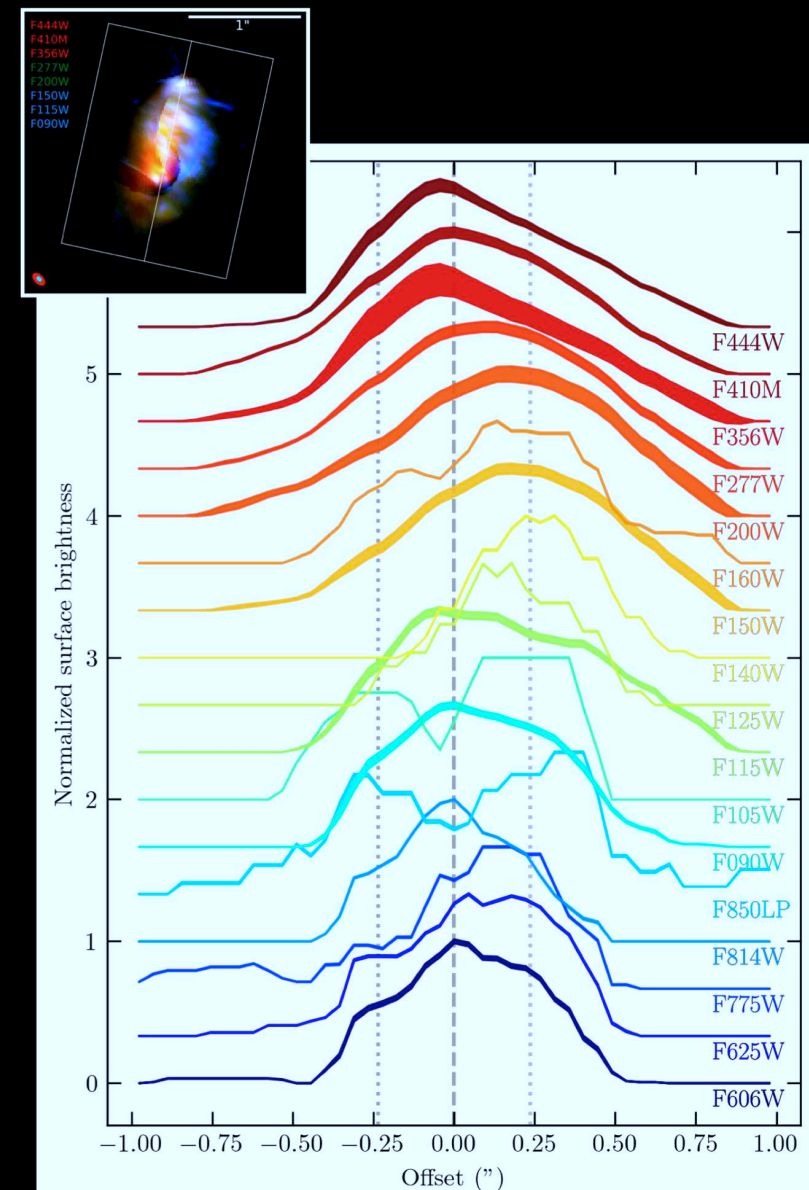 F444W
F410M
F356W
F277W
F200W
F150W
F115W
F090W
1"
F444W
F410M
F356W
F277W
F200W
F160W
F150W
F140W
F125W
F115W
F105W
F090W
F850LP
F814W
F775W
F625W
F606W
5
4
3
2
1
0
Normalized surface brightness
−1.00 −0.75 −0.50 −0.25 0.00 0.25 0.50 0.75 1.00
Offset (")